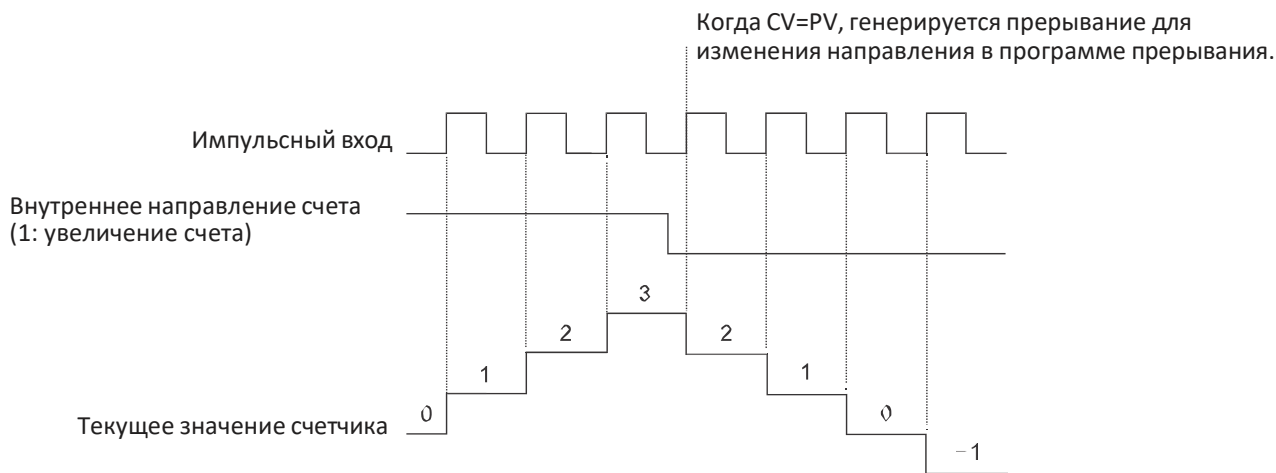 Когда CV=PV, генерируется прерывание для
изменения направления в программе прерывания.
Импульсный вход
Внутреннее направление счета
(1: увеличение счета)
3
2
2
1
1
0
0
Текущее значение счетчика
−1